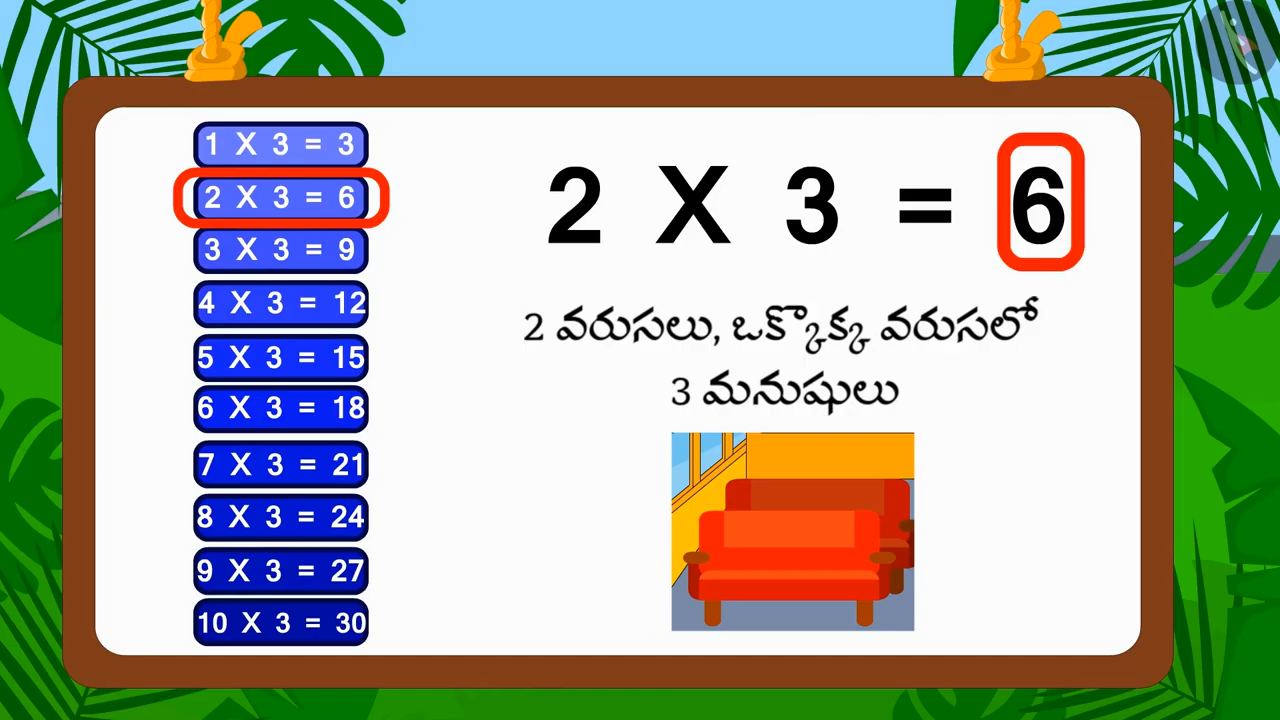 1 X 3 = 3
2 X 3 = 6
3 X 3 = 9
4 X 3 = 12
5 X 3 = 15
6 X 3 = 18
7 X 3 = 21
8 X 3 = 24
9 X 3 = 27
10 X 3 = 30
2 X 3 = 6
2 వరుసలు, ఒక్కొక్క వరుసలో
3 మనుషులు